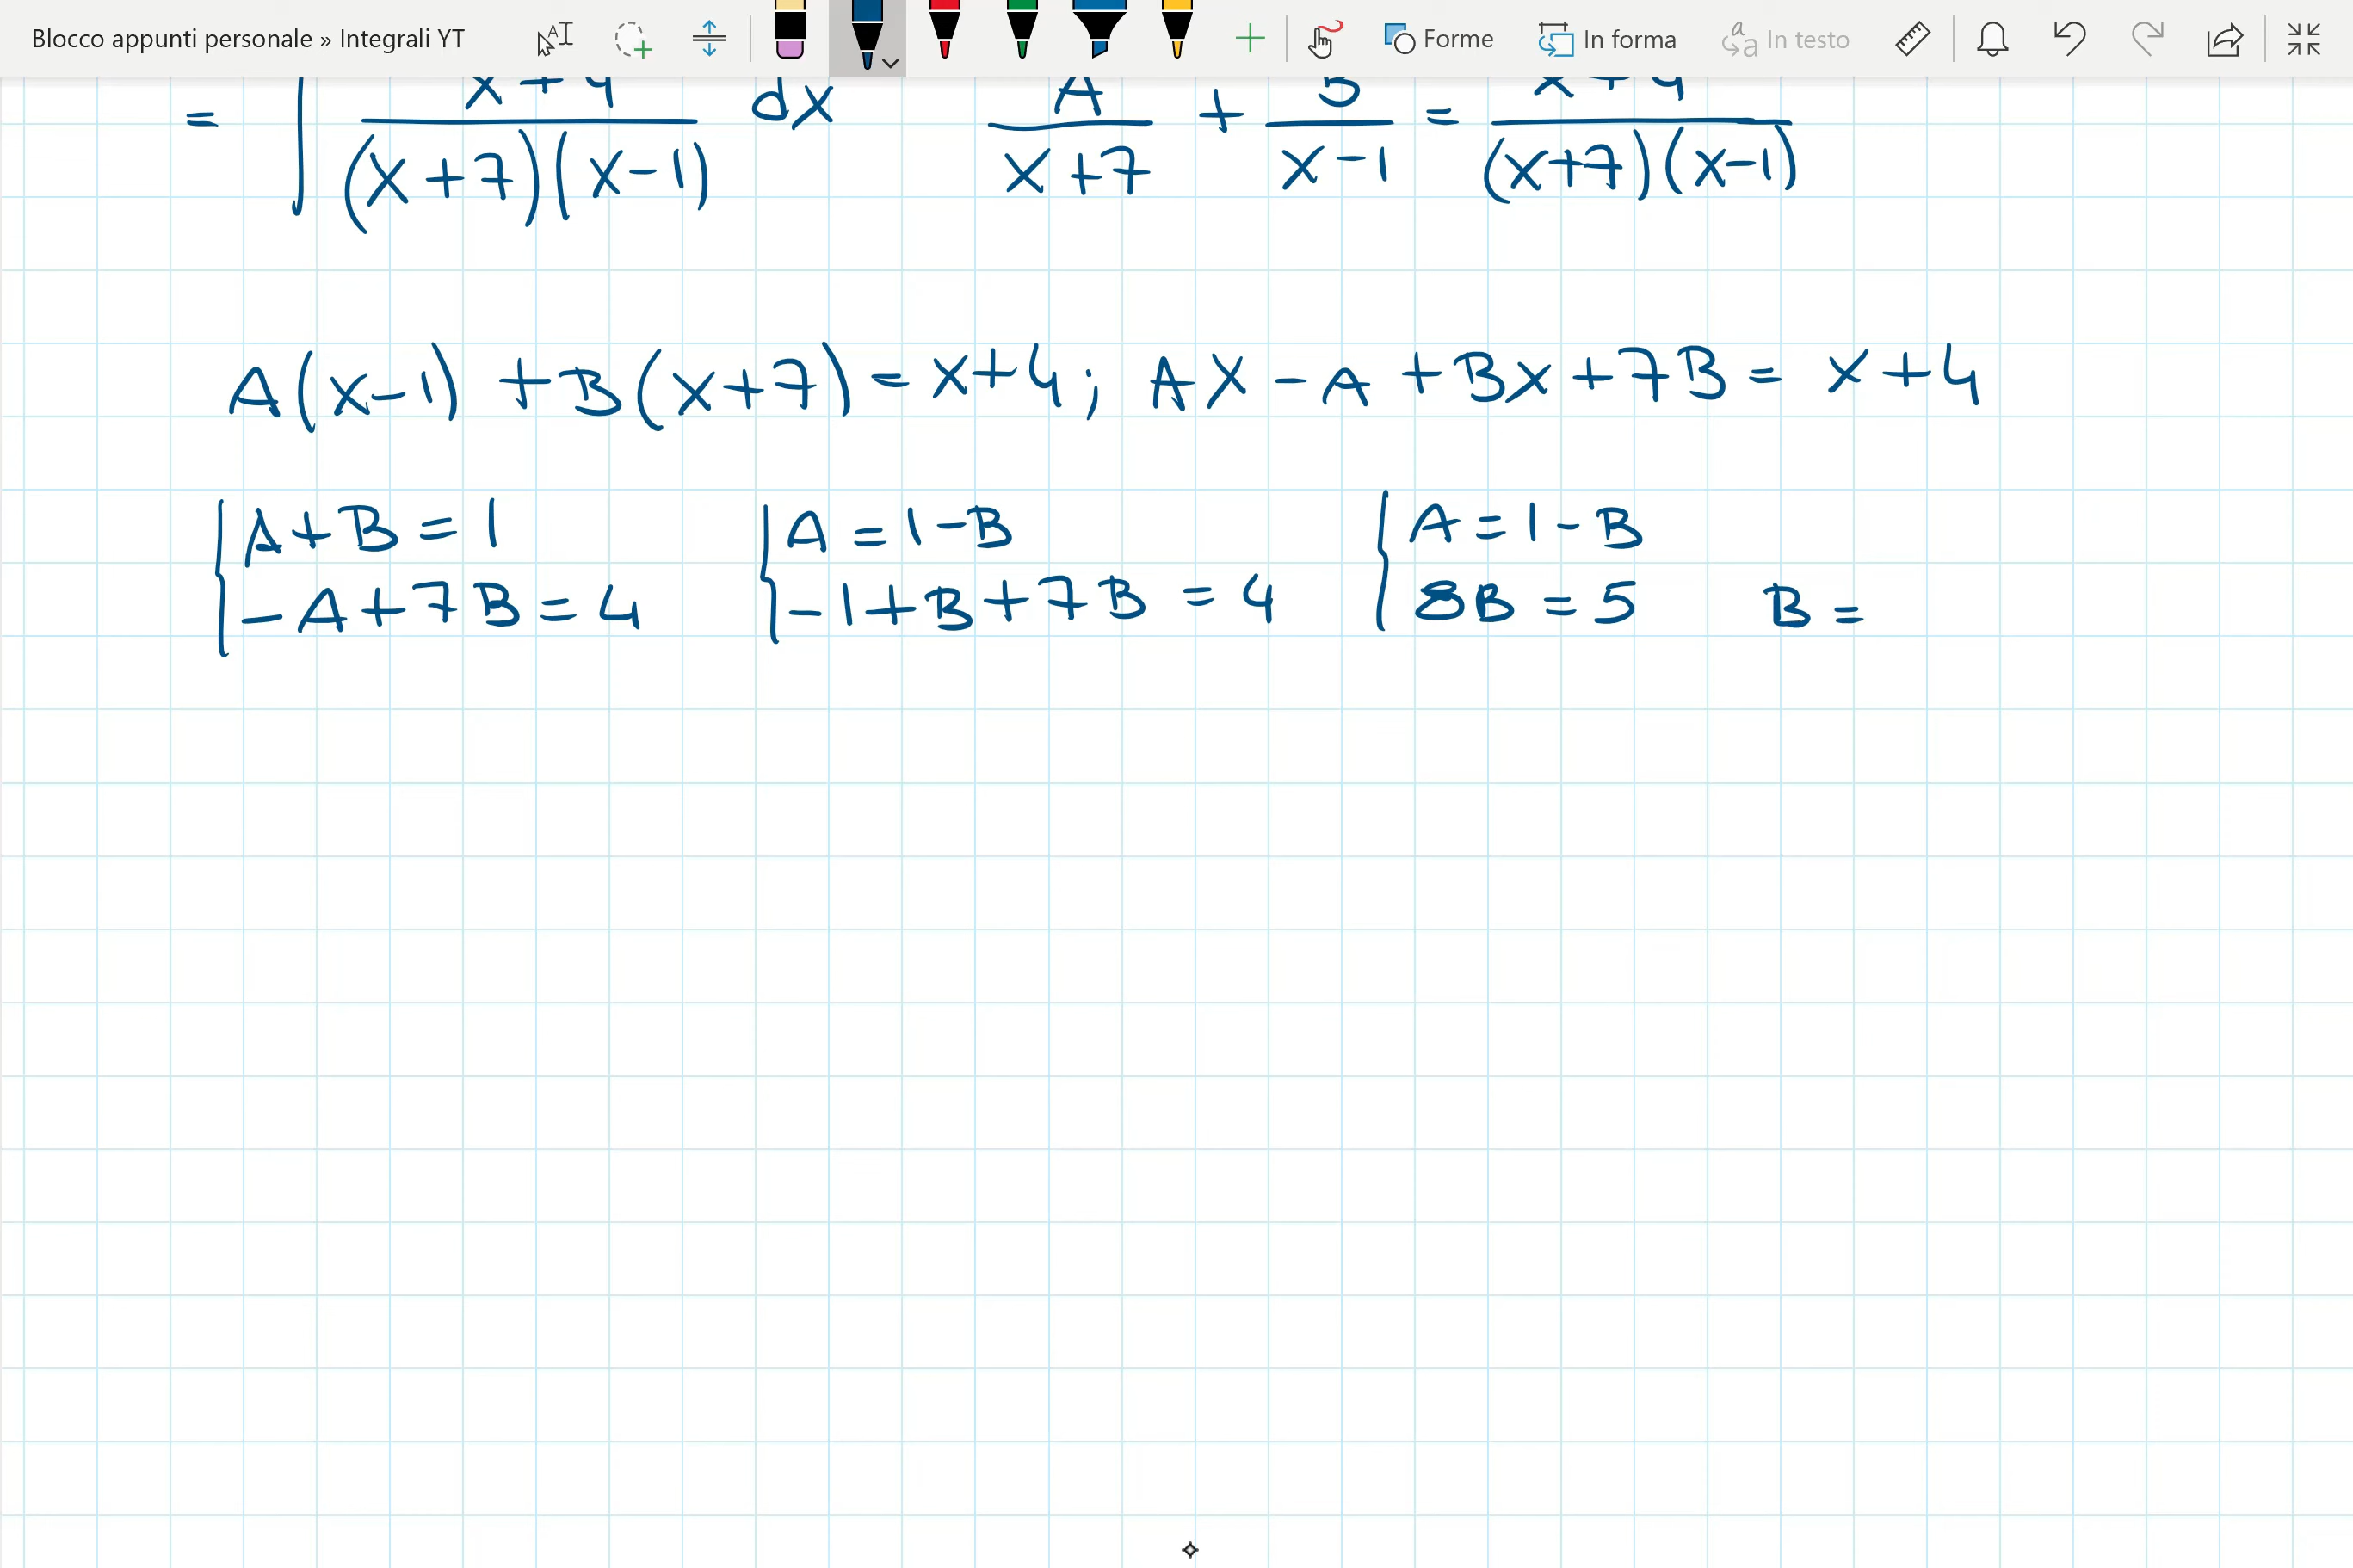 Blocco appunti personale » Integrali YT Forme In forma In testo
= ∫ x+4 / (x+7)(x-1) dx A / x+7 + B / x-1 = x+4 / (x+7)(x-1)
A(x-1) +B(x+7) = x+4; Ax - A + Bx + 7B = x+4
{ A+B = 1 { A = 1-B { A = 1-B
-A+7B = 4 -1+B+7B = 4 8B = 5 B =